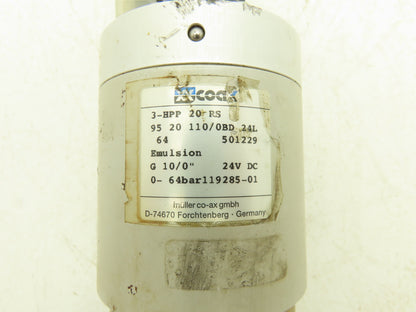 coax
3-HPP 20 RS
95 20 110/0BD 24L
64 501229
Emulsion
G 10/0" 24V DC
0- 64bar119285-01
müller co-ax gmbh
D-74670 Forchtenberg - Germany